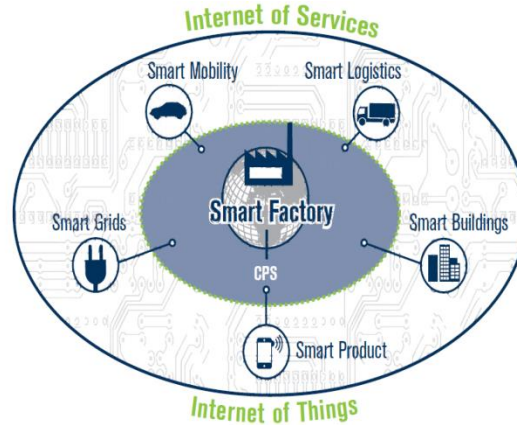 Internet of Services
Smart Mobility
Smart Logistics
Smart Factory
Smart Grids
Smart Buildings
CPS
Smart Product
Internet of Things